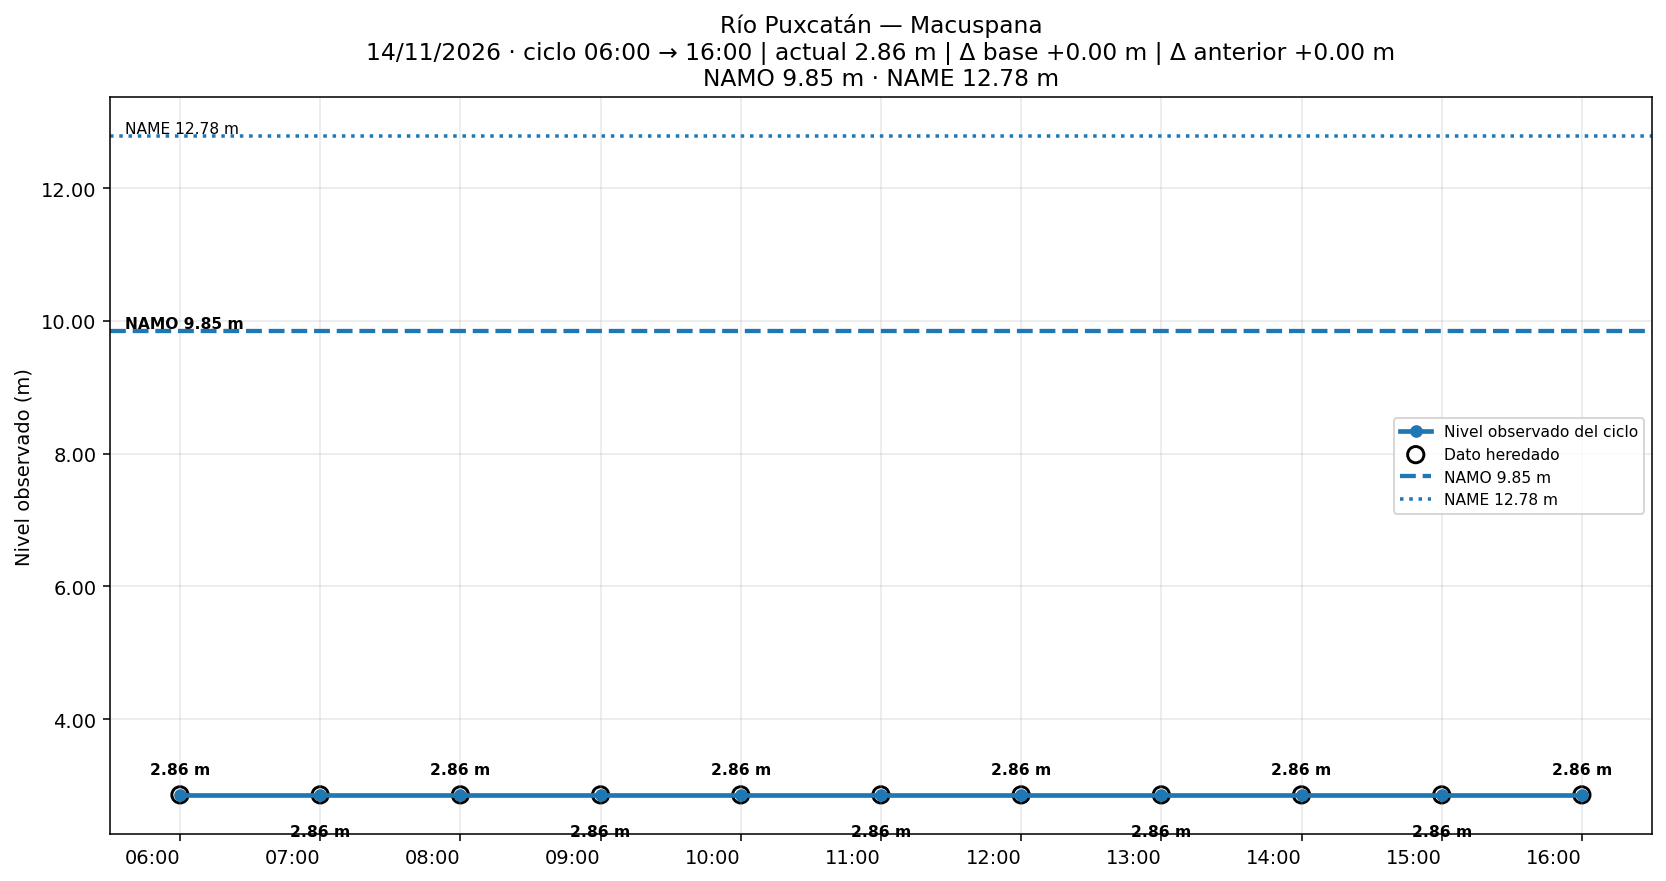 Río Puxcatán — Macuspana
14/11/2026 · ciclo 06:00 → 16:00 | actual 2.86 m | Δ base +0.00 m | Δ anterior +0.00 m
NAMO 9.85 m · NAME 12.78 m
NAME 12.78 m
12.00
NAMO 9.85 m
10.00
Nivel observado (m)
8.00
6.00
4.00
Nivel observado del ciclo
Dato heredado
NAMO 9.85 m
NAME 12.78 m
2.86 m 2.86 m 2.86 m 2.86 m 2.86 m 2.86 m
2.86 m 2.86 m 2.86 m 2.86 m 2.86 m
06:00 07:00 08:00 09:00 10:00 11:00 12:00 13:00 14:00 15:00 16:00